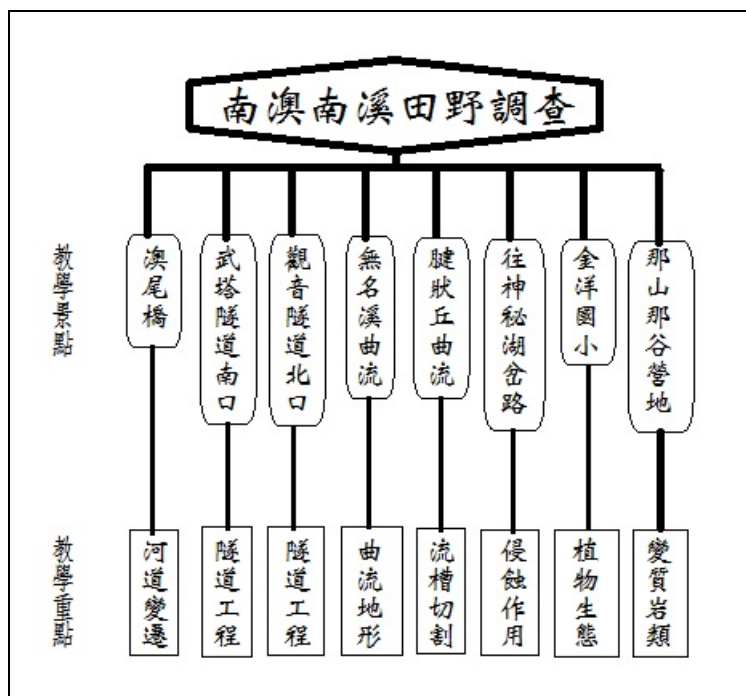 南澳南溪田野調查
教學景點
澳尾橋
武塔隧道南口
觀音隧道北口
無名溪曲流
腱狀丘曲流
往神秘湖岔路
金洋國小
那山那谷營地
教學重點
河道變遷
隧道工程
隧道工程
曲流地形
流槽切割
侵蝕作用
植物生態
變質岩類